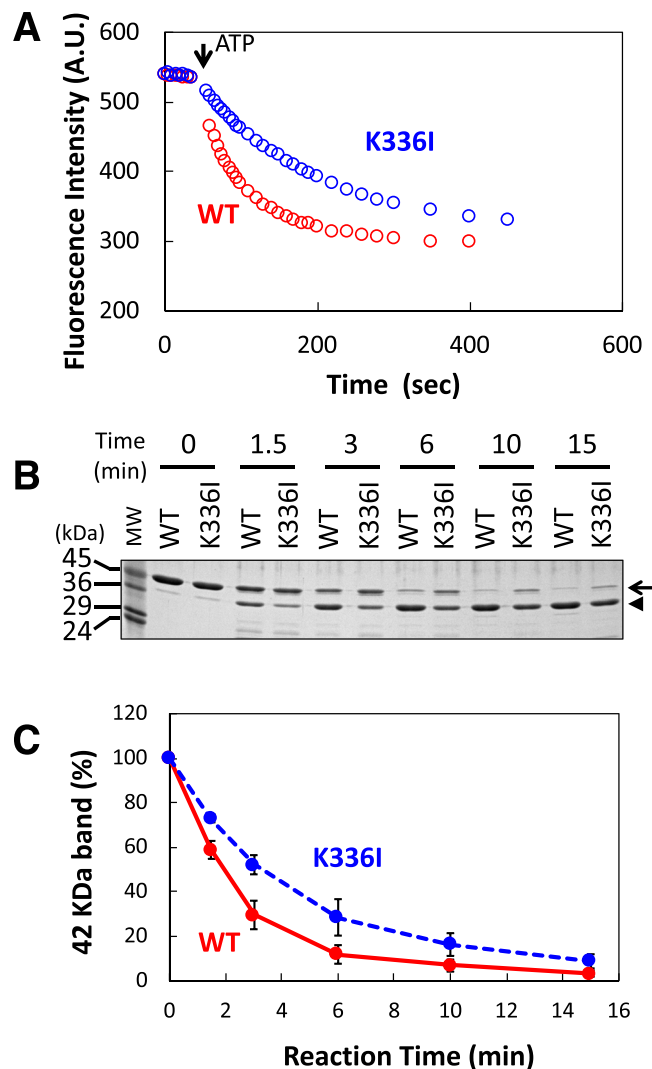 A
600
500
400
300
200
Fluorescence Intensity (A.U.)
ATP
K336I
WT
0 200 400 600
Time (sec)
B
Time (min) 0 1.5 3 6 10 15
(kDa) MW WT K336I WT K336I WT K336I WT K336I WT K336I WT K336I
45
36
29
24
C
120
100
80
60
40
20
0
42 KDa band (%)
K336I
WT
0 2 4 6 8 10 12 14 16
Reaction Time (min)